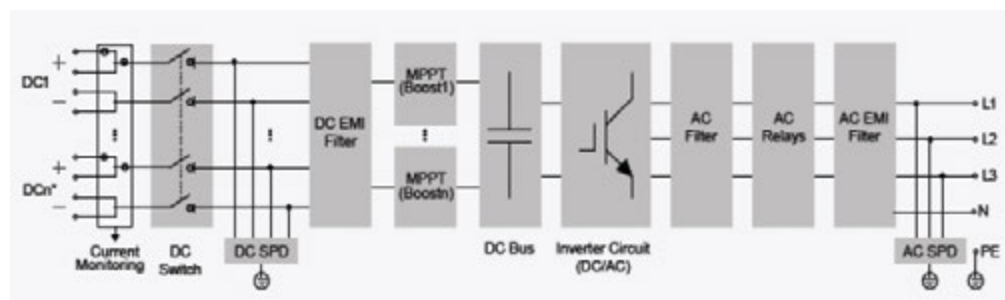 DC1
+
−
+
DCn*
−
Current
Monitoring
DC
Switch
DC SPD
DC EMI
Filter
MPPT
(Boost1)
MPPT
(Boostn)
DC Bus
Inverter Circuit
(DC/AC)
AC
Filter
AC
Relays
AC EMI
Filter
L1
L2
L3
N
AC SPD
PE